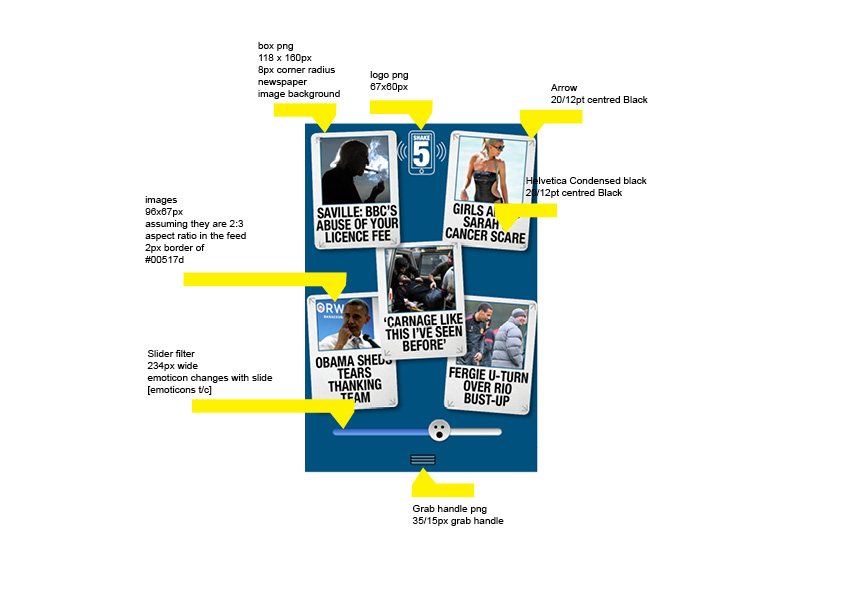 box png
118 x 160px
8px corner radius
newspaper
image background
logo png
67x60px
Arrow
20/12pt centred Black
SHAKE
5
Helvetica Condensed black
20/12pt centred Black
images
96x67px
assuming they are 2:3
aspect ratio in the feed
2px border of
#00517d
SAVILLE: BBC'S
ABUSE OF YOUR
LICENCE FEE
GIRLS
SARAH
CANCER SCARE
'CARNAGE LIKE
THIS I'VE SEEN
BEFORE'
ORW
OBAMA SHEDS
TEARS
THANKING
TEAM
FERGIE U-TURN
OVER RIO
BUST-UP
Slider filter
234px wide
emoticon changes with slide
[emoticons t/c]
Grab handle png
35/15px grab handle